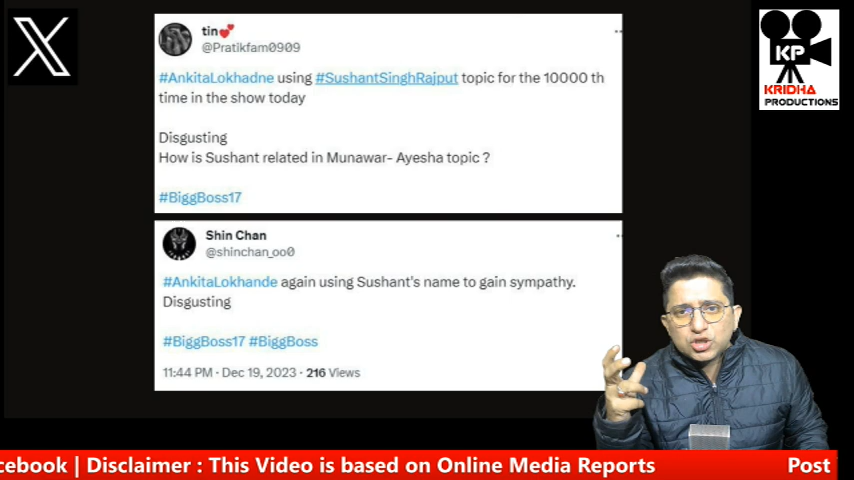 tin
@Pratikfam0909
#AnkitaLokhadne using #SushantSinghRajput topic for the 10000 th
time in the show today
Disgusting
How is Sushant related in Munawar- Ayesha topic ?
#BiggBoss17
Shin Chan
@shinchan_oo0
#AnkitaLokhande again using Sushant's name to gain sympathy.
Disgusting
#BiggBoss17 #BiggBoss
11:44 PM · Dec 19, 2023 · 216 Views
KP
KRIDHA
PRODUCTIONS
cebook | Disclaimer : This Video is based on Online Media Reports Post